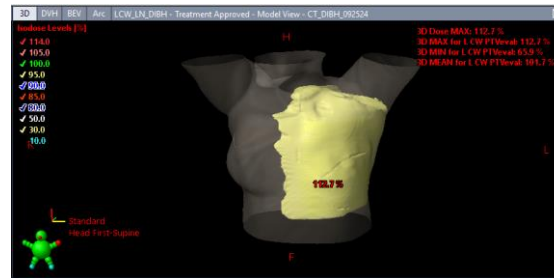 3D DVH BEV Arc LCW_LN_DIBH - Treatment Approved - Model View - CT_DIBH_092524
Isodose Levels [%]
114.0
105.0
100.0
95.0
90.0
85.0
80.0
50.0
30.0
10.0
3D Dose MAX: 112.7 %
3D MAX for L CW PTVeval: 112.7 %
3D MIN for L CW PTVeval: 65.9 %
3D MEAN for L CW PTVeval: 101.7 %
H
R
L
112.7 %
Standard
Head-First-Supine
F